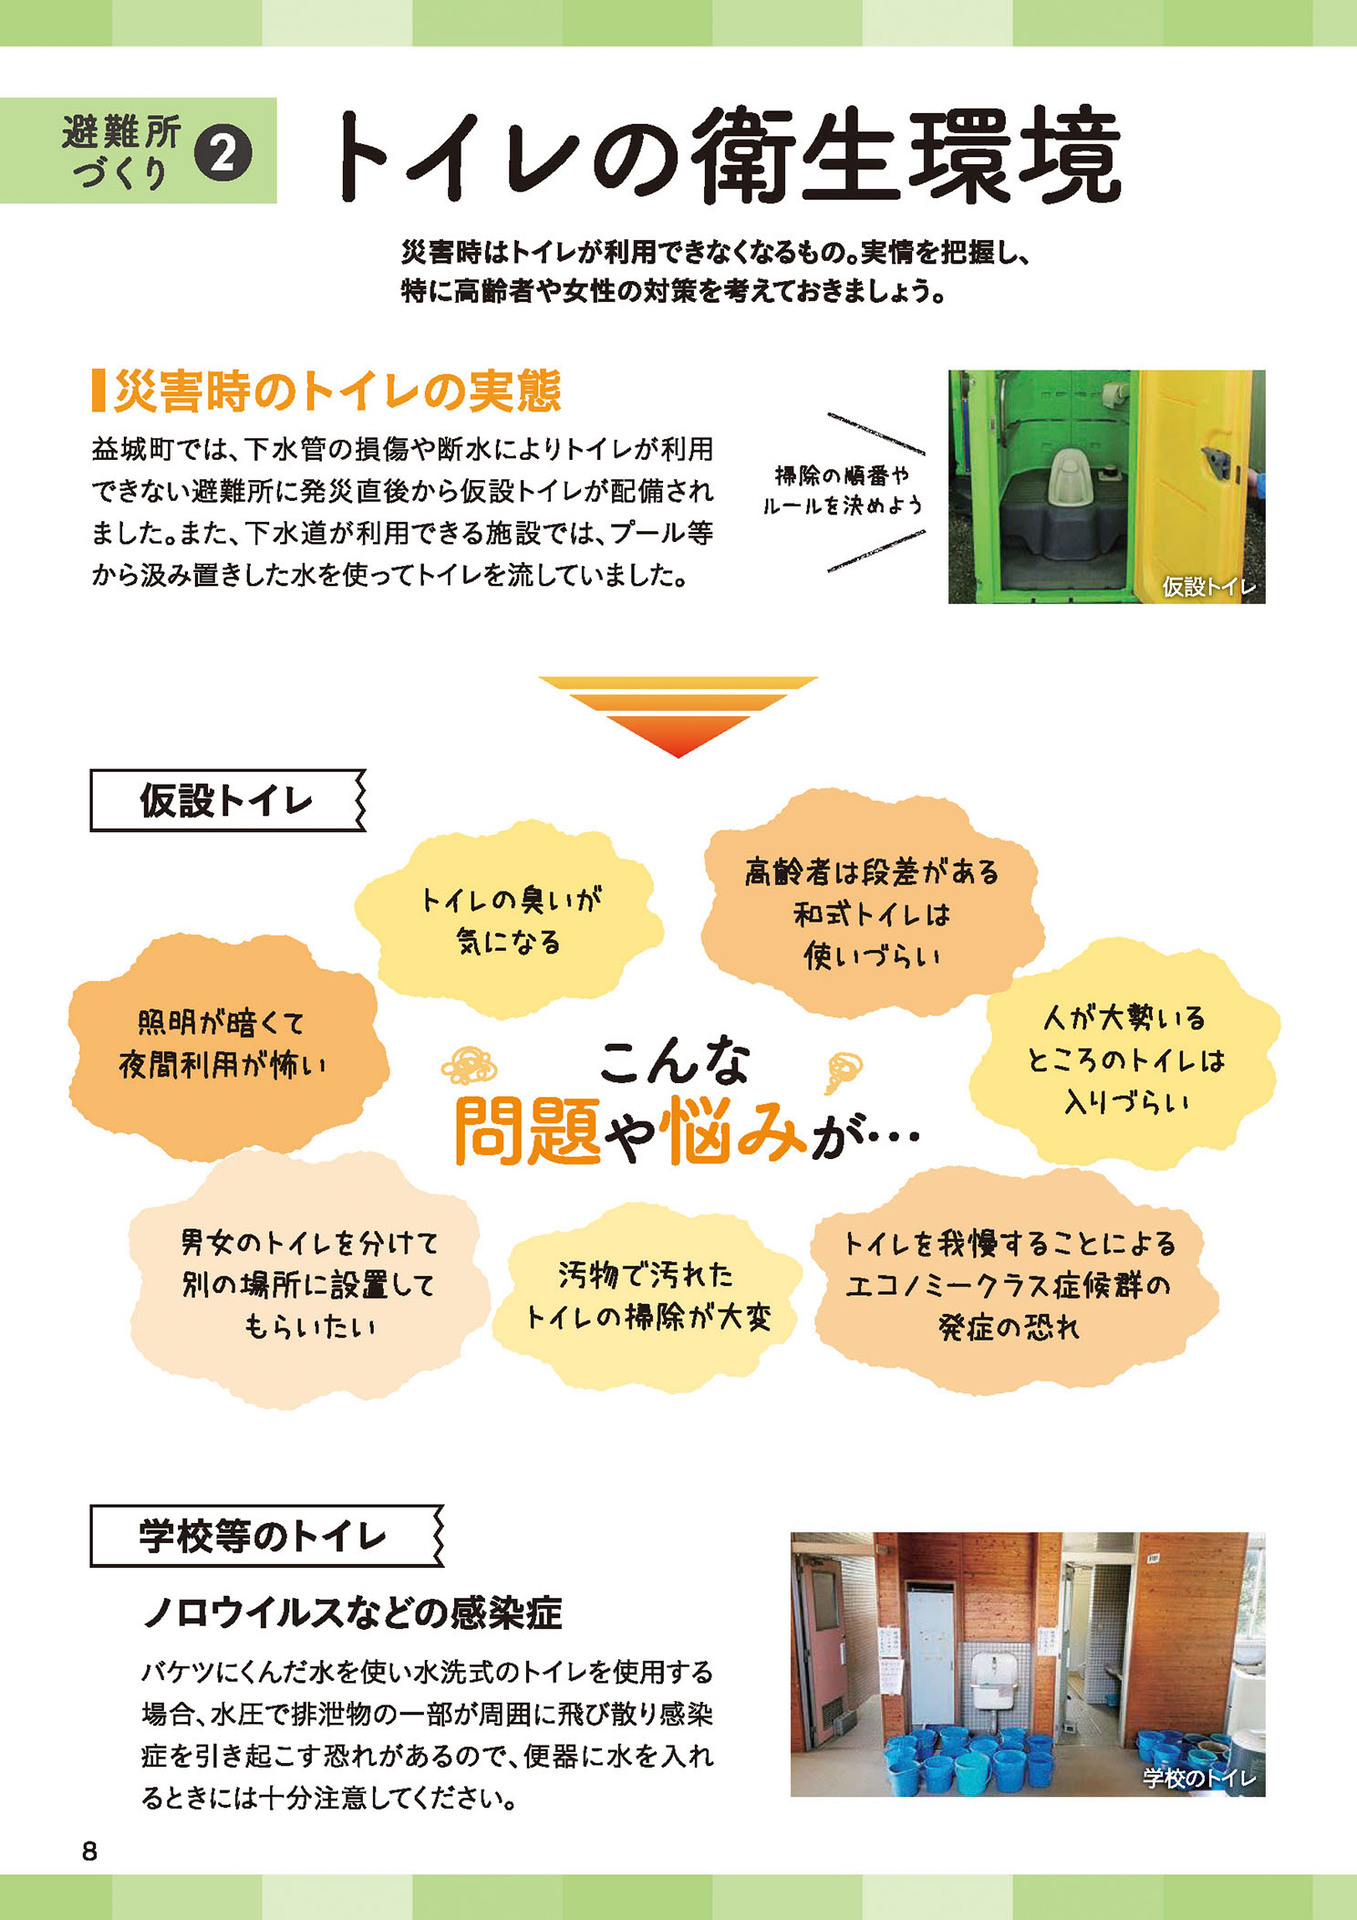 避難所
づくり
2
トイレの衛生環境
災害時はトイレが利用できなくなるもの。実情を把握し、
特に高齢者や女性の対策を考えておきましょう。
災害時のトイレの実態
益城町では、下水管の損傷や断水によりトイレが利用
できない避難所に発災直後から仮設トイレが配備され
ました。また、下水道が利用できる施設では、プール等
から汲み置きした水を使ってトイレを流していました。
掃除の順番や
ルールを決めよう
仮設トイレ
仮設トイレ
トイレの臭いが
気になる
高齢者は段差がある
和式トイレは
使いづらい
照明が暗くて
夜間利用が怖い
人が大勢いる
ところのトイレは
入りづらい
こんな
問題や悩みが…
男女のトイレを分けて
別の場所に設置して
もらいたい
汚物で汚れた
トイレの掃除が大変
トイレを我慢することによる
エコノミークラス症候群の
発症の恐れ
学校等のトイレ
ノロウイルスなどの感染症
バケツにくんだ水を使い水洗式のトイレを使用する
場合、水圧で排泄物の一部が周囲に飛び散り感染
症を引き起こす恐れがあるので、便器に水を入れ
るときには十分注意してください。
学校のトイレ
8